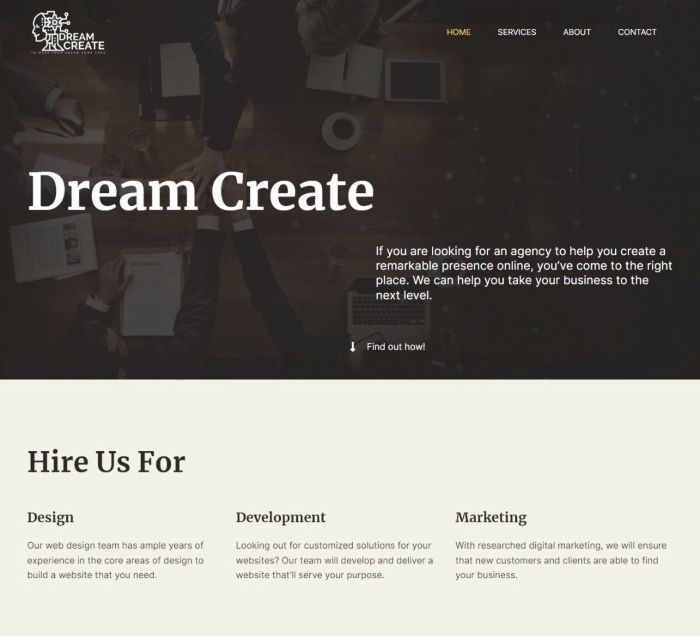 DREAM
CREATE
HOME
SERVICES
ABOUT
CONTACT
Dream Create
If you are looking for an agency to help you create a
remarkable presence online, you’ve come to the right
place. We can help you take your business to the
next level.
Find out how!
Hire Us For
Design
Our web design team has ample years of
experience in the core areas of design to
build a website that you need.
Development
Looking out for customized solutions for your
websites? Our team will develop and deliver a
website that’ll serve your purpose.
Marketing
With researched digital marketing, we will ensure
that new customers and clients are able to find
your business.